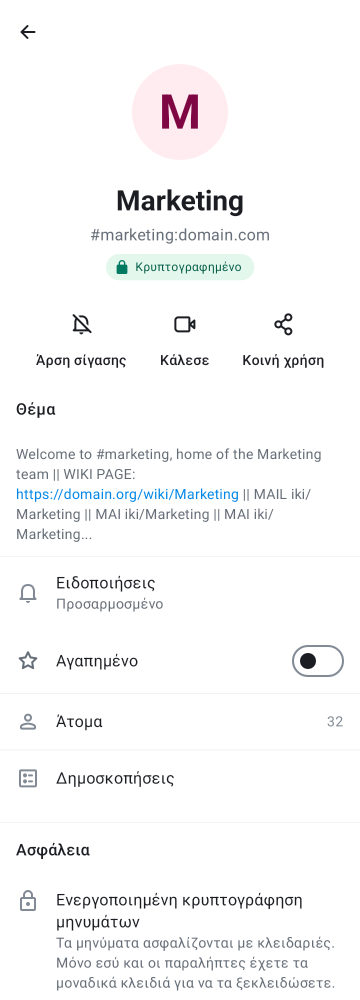 M
Marketing
#marketing:domain.com
Κρυπτογραφημένο
Άρση σίγασης
Κάλεσε
Κοινή χρήση
Θέμα
Welcome to #marketing, home of the Marketing
team || WIKI PAGE:
https://domain.org/wiki/Marketing || MAIL iki/
Marketing || MAI iki/Marketing || MAI iki/
Marketing...
Ειδοποιήσεις
Προσαρμοσμένο
Αγαπημένο
Άτομα 32
Δημοσκοπήσεις
Ασφάλεια
Ενεργοποιημένη κρυπτογράφηση
μηνυμάτων
Τα μηνύματα ασφαλίζονται με κλειδαριές.
Μόνο εσύ και οι παραλήπτες έχετε τα
μοναδικά κλειδιά για να τα ξεκλειδώσετε.